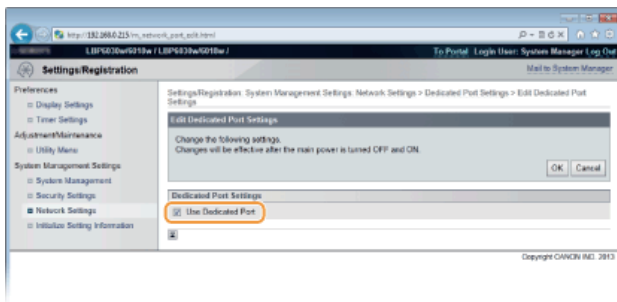 http://192.168.0.215/m_network_port_edit.html
LBP6030w/6018w / LBP6030w/6018w /
To Portal Login User: System Manager Log Out
Settings/Registration
Mail to System Manager
Preferences
Display Settings
Timer Settings
Adjustment/Maintenance
Utility Menu
System Management Settings
System Management
Security Settings
Network Settings
Initialize Setting Information
Settings/Registration: System Management Settings: Network Settings > Dedicated Port Settings > Edit Dedicated Port
Settings
Edit Dedicated Port Settings
Change the following settings.
Changes will be effective after the main power is turned OFF and ON.
OK Cancel
Dedicated Port Settings
Use Dedicated Port
Copyright CANON INC. 2013